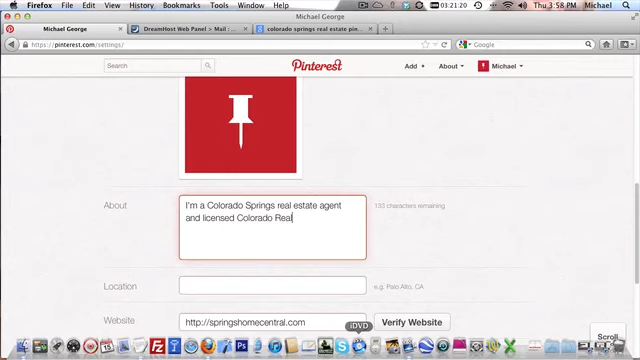 Firefox File Edit View History Bookmarks Tools Window Help 03:21:20 Thu 3:58 PM Michael
Michael George
Michael George DreamHost Web Panel > Mail : ... colorado springs real estate pin...
https://pinterest.com/settings/ Google
Search Pinterest Add + About Michael
About
I'm a Colorado Springs real estate agent
and licensed Colorado Real
133 characters remaining
Location
e.g. Palo Alto, CA
Website
http://springshomecentral.com
Verify Website
iDVD
Scroll